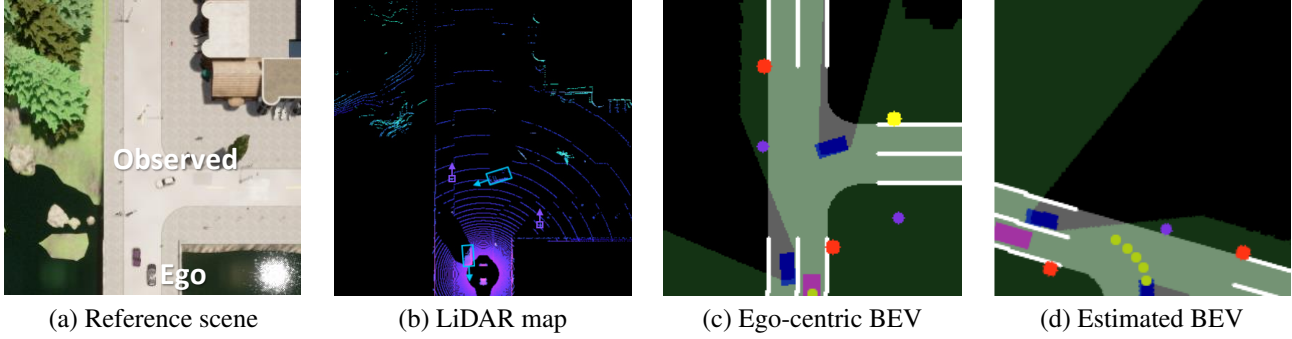 Observed
Ego
(a) Reference scene
(b) LiDAR map
(c) Ego-centric BEV
(d) Estimated BEV